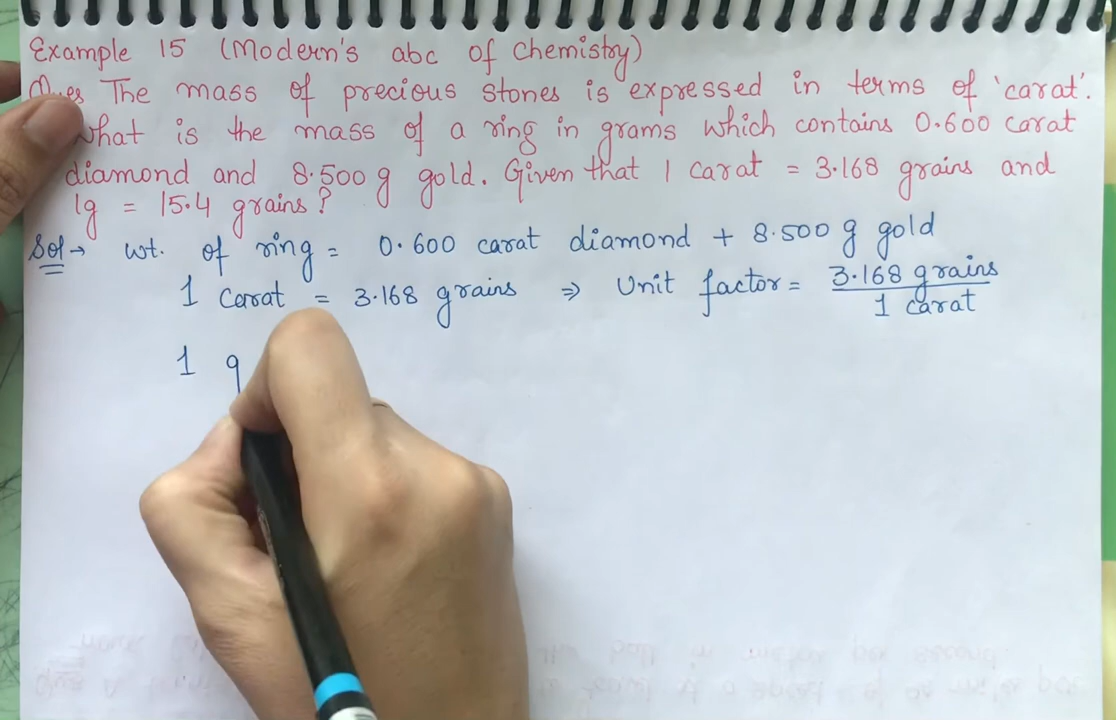 Example 15 (Modern's abc of Chemistry)
Ques The mass of precious stones is expressed in terms of 'carat'.
What is the mass of a ring in grams which contains 0.600 carat
diamond and 8.500 g gold. Given that 1 carat = 3.168 grains and
1g = 15.4 grains?
Sol→ wt. of ring = 0.600 carat diamond + 8.500 g gold
1 carat = 3.168 grains ⇒ Unit factor = 3.168 grains / 1 carat
1 g